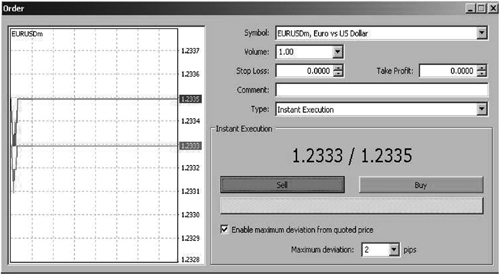 Order
EURUSDm
1.2337
1.2336
1.2335
1.2334
1.2333
1.2332
1.2331
1.2330
1.2329
1.2328
Symbol: EURUSDm, Euro vs US Dollar
Volume: 1.00
Stop Loss: 0.0000 Take Profit: 0.0000
Comment:
Type: Instant Execution
Instant Execution
1.2333 / 1.2335
Sell Buy
Enable maximum deviation from quoted price
Maximum deviation: 2 pips